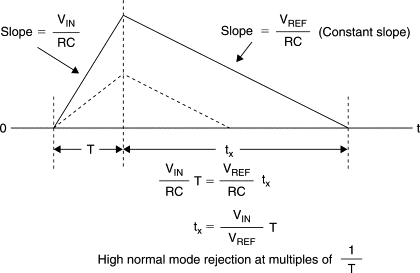 Slope = V_IN / RC
Slope = V_REF / RC (Constant slope)
0
t
T
t_x
V_IN / RC T = V_REF / RC t_x
t_x = V_IN / V_REF T
High normal mode rejection at multiples of 1 / T